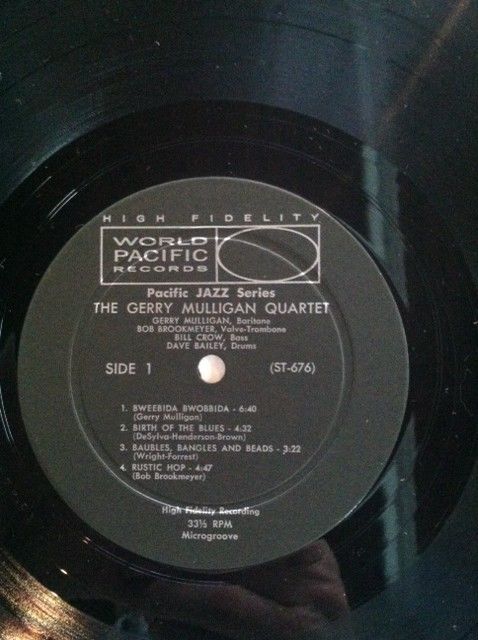 HIGH FIDELITY
WORLD
PACIFIC
RECORDS
Pacific JAZZ Series
THE GERRY MULLIGAN QUARTET
GERRY MULLIGAN, Baritone
BOB BROOKMEYER, Valve-Trombone
BILL CROW, Bass
DAVE BAILEY, Drums
SIDE 1 (ST-676)
1. BWEEBIDA BWOBBIDA - 6:40
(Gerry Mulligan)
2. BIRTH OF THE BLUES - 4:32
(DeSylva-Henderson-Brown)
3. BAUBLES, BANGLES AND BEADS - 3:22
(Wright-Forrest)
4. RUSTIC HOP - 4:47
(Bob Brookmeyer)
High Fidelity Recording
33⅓ RPM
Microgroove